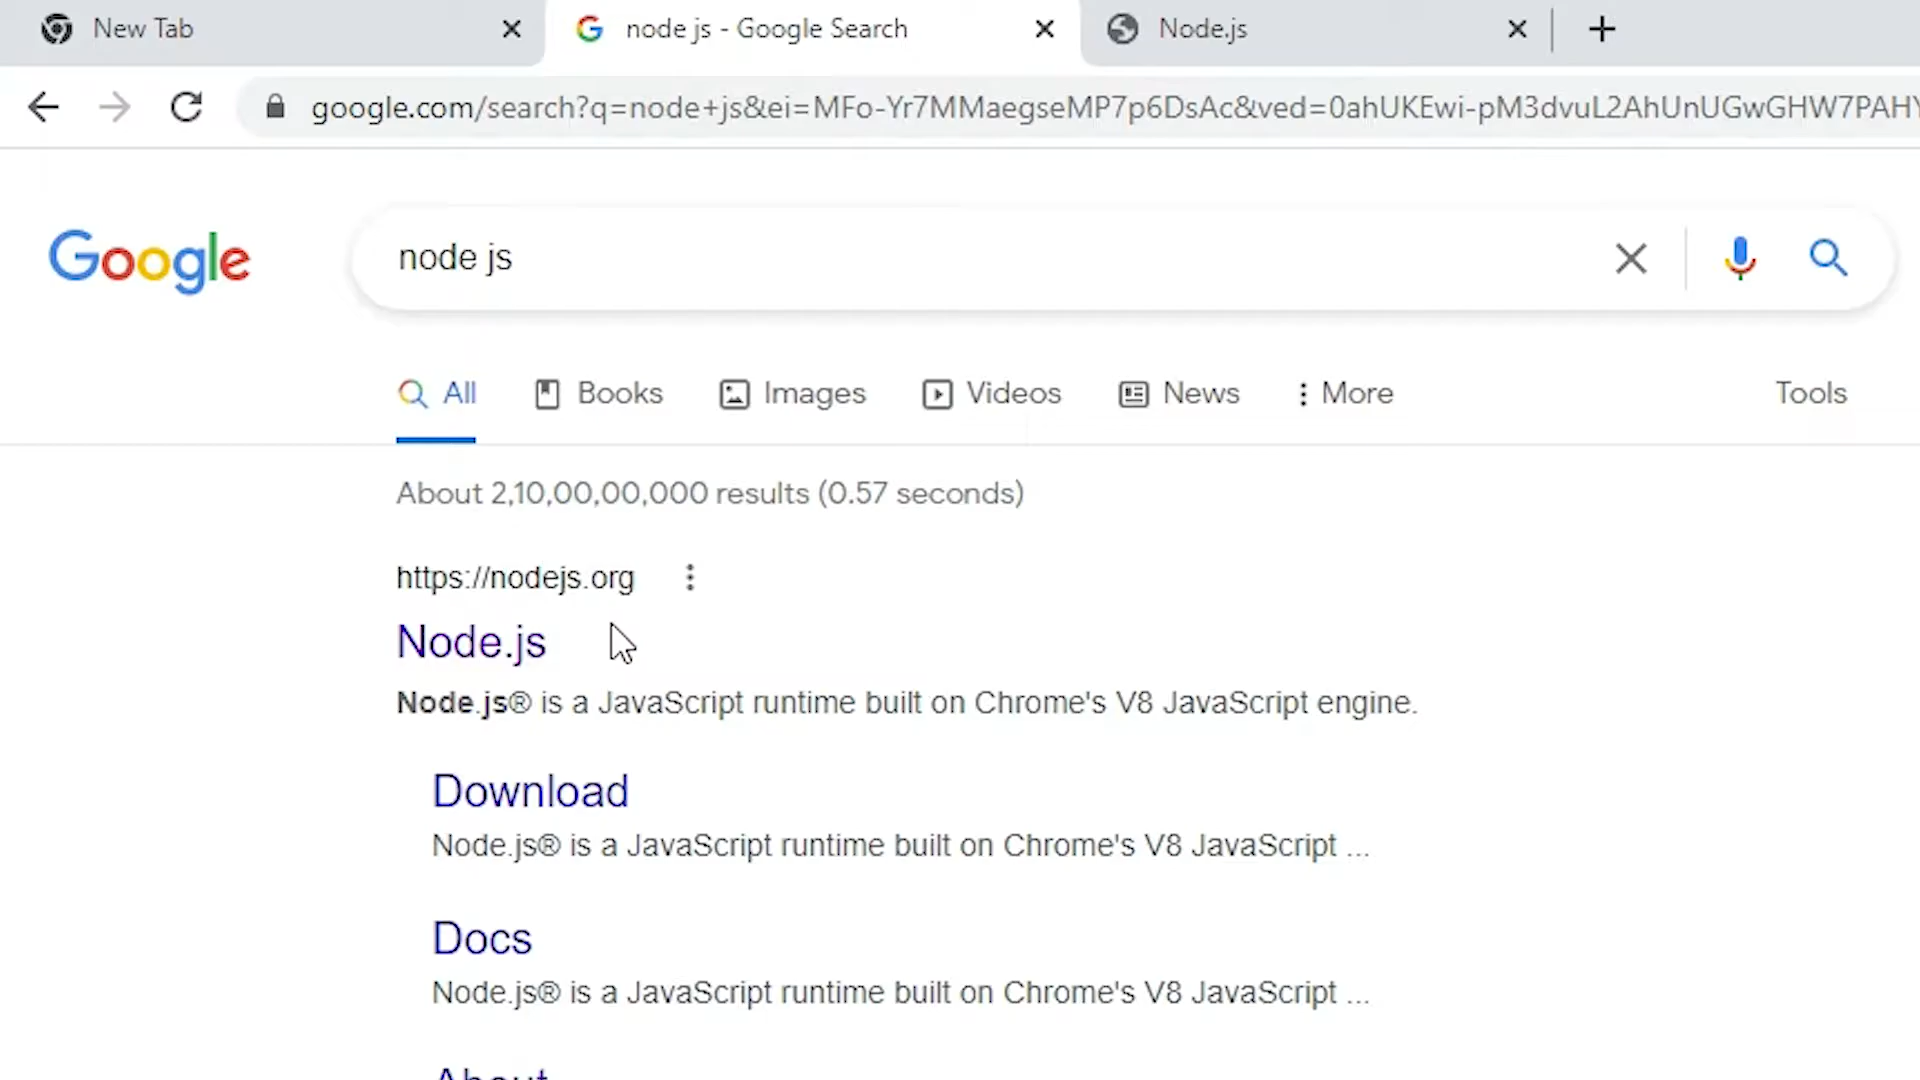 New Tab
node js - Google Search
Node.js
google.com/search?q=node+js&ei=MFo-Yr7MMaegseMP7p6DsAc&ved=0ahUKEwi-pM3dvuL2AhUnUGwGHW7PAHY
Google
node js
All
Books
Images
Videos
News
More
Tools
About 2,10,00,00,000 results (0.57 seconds)
https://nodejs.org
Node.js
Node.js® is a JavaScript runtime built on Chrome's V8 JavaScript engine.
Download
Node.js® is a JavaScript runtime built on Chrome's V8 JavaScript ...
Docs
Node.js® is a JavaScript runtime built on Chrome's V8 JavaScript ...
About